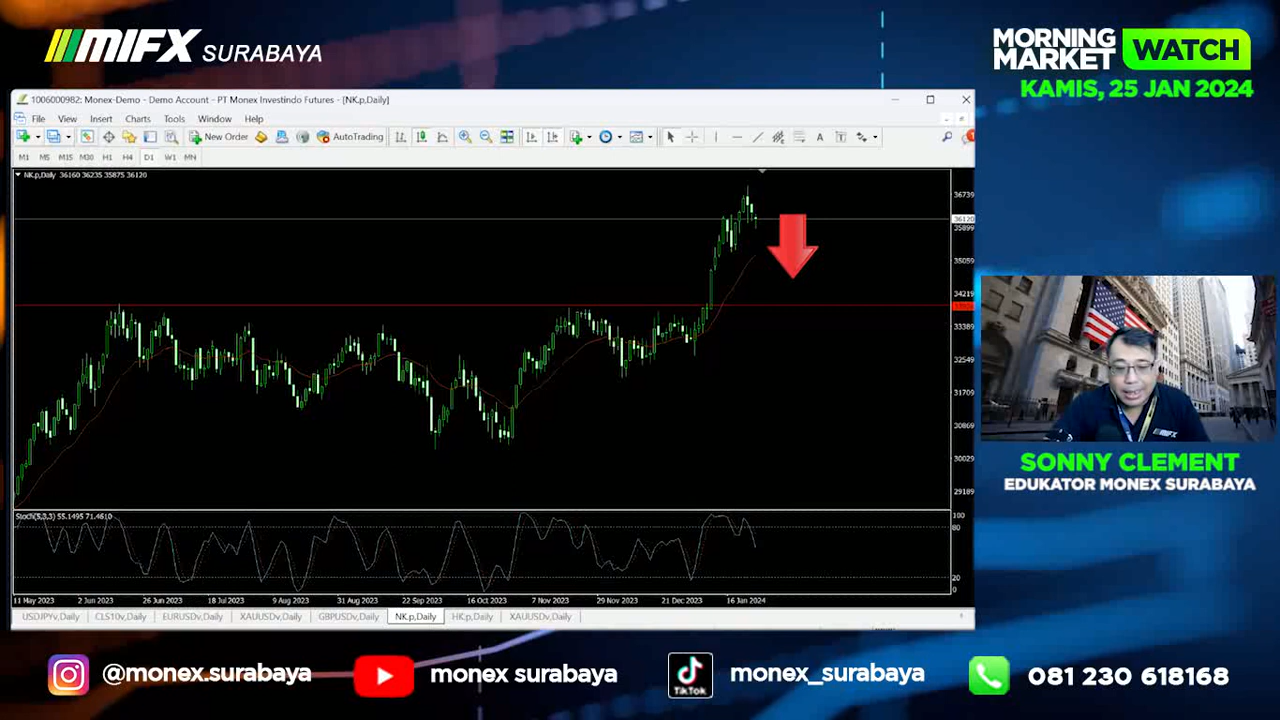 MIFX SURABAYA
MORNING MARKET WATCH
KAMIS, 25 JAN 2024
1006000982: Monex-Demo - Demo Account - PT Monex Investindo Futures - [NK.p,Daily]
File View Insert Charts Tools Window Help
New Order AutoTrading
M1 M5 M15 M30 H1 H4 D1 W1 MN
NK.p,Daily 36160 36235 35875 36120
36739
36120
35899
35059
34219
33389
32549
31709
30869
30029
29189
Stoch(5,3,3) 55.1495 71.4610
100
80
20
0
11 May 2023 2 Jun 2023 26 Jun 2023 18 Jul 2023 9 Aug 2023 31 Aug 2023 22 Sep 2023 16 Oct 2023 7 Nov 2023 29 Nov 2023 21 Dec 2023 16 Jan 2024
USDJPYv,Daily CLS10v,Daily EURUSDv,Daily XAUUSDv,Daily GBPUSDv,Daily NK.p,Daily HK.p,Daily XAUUSDv,Daily
MIFX
SONNY CLEMENT
EDUKATOR MONEX SURABAYA
@monex.surabaya
monex surabaya
TikTok
monex_surabaya
081 230 618168